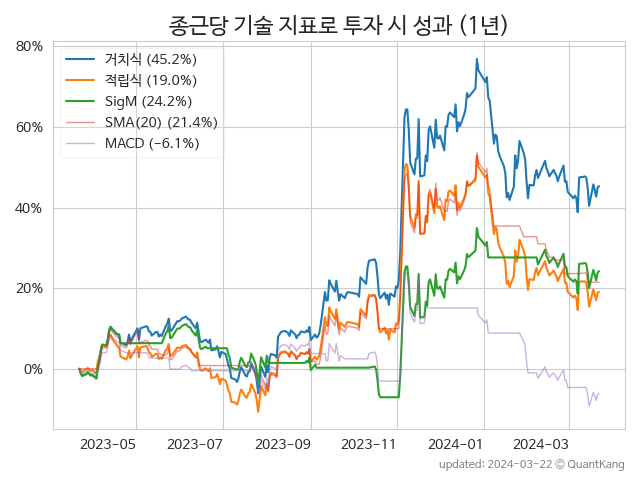 종근당 기술 지표로 투자 시 성과 (1년)
80%
60%
40%
20%
0%
거치식 (45.2%)
적립식 (19.0%)
SigM (24.2%)
SMA(20) (21.4%)
MACD (-6.1%)
2023-05
2023-07
2023-09
2023-11
2024-01
2024-03
updated: 2024-03-22 © QuantKang